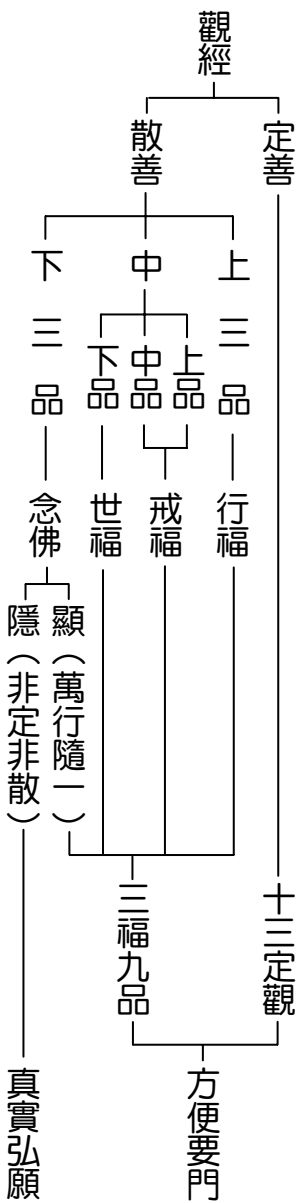 觀經
定善
散善
上三品
中
下三品
上品
中品
下品
行福
戒福
世福
念佛
顯（萬行隨一）
隱（非定非散）
十三定觀
三福九品
方便要門
真實弘願